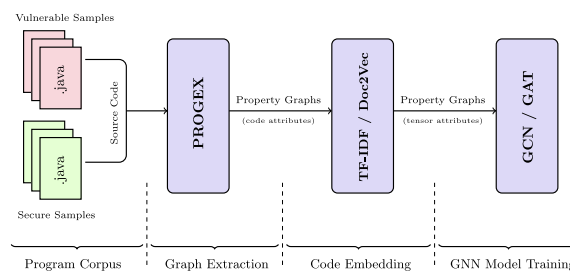 Vulnerable Samples
.java
Source Code
.java
Secure Samples
PROGEX
Property Graphs
(code attributes)
TF-IDF / Doc2Vec
Property Graphs
(tensor attributes)
GCN / GAT
Program Corpus
Graph Extraction
Code Embedding
GNN Model Training